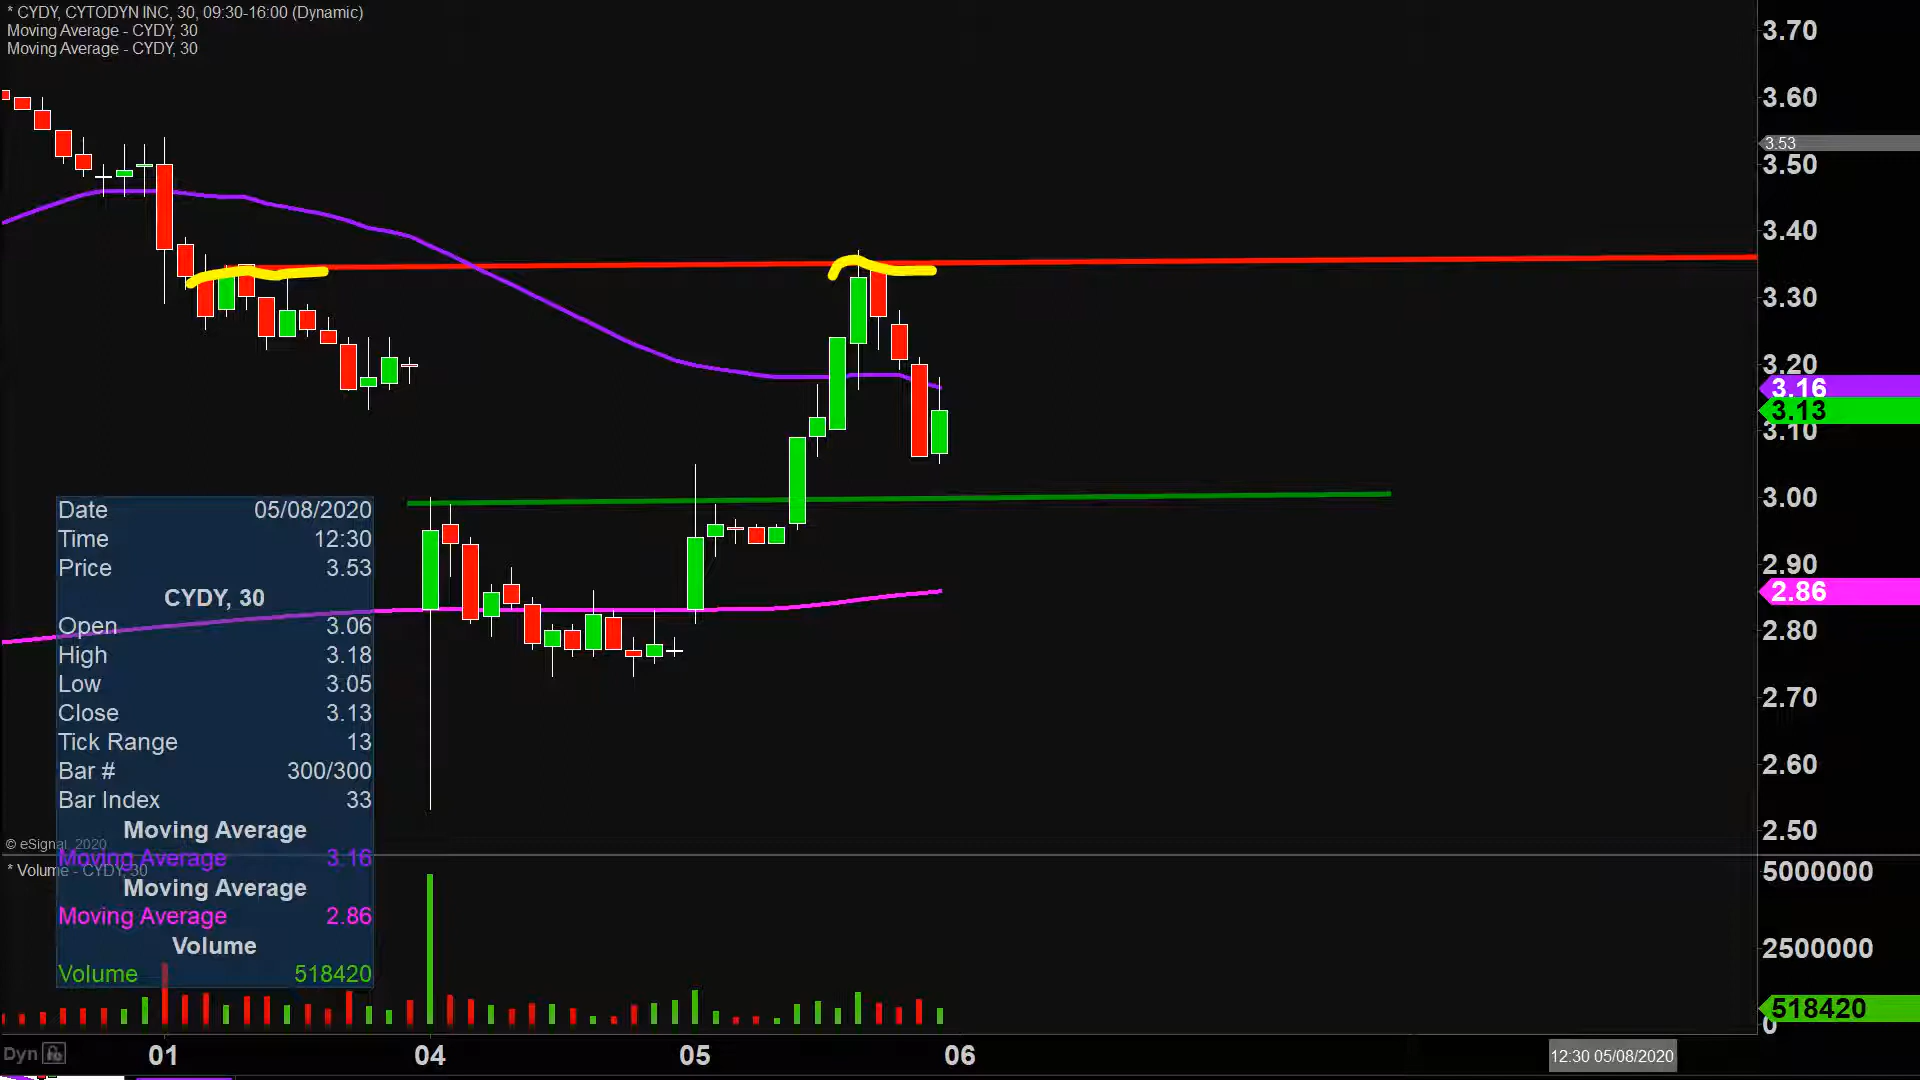 * CYDY, CYTODYN INC, 30, 09:30-16:00 (Dynamic)
Moving Average - CYDY, 30
Moving Average - CYDY, 30
3.70
3.60
3.53
3.50
3.40
3.30
3.20
3.16
3.13
3.10
3.00
2.90
2.86
2.80
2.70
2.60
2.50
Date 05/08/2020
Time 12:30
Price 3.53
CYDY, 30
Open 3.06
High 3.18
Low 3.05
Close 3.13
Tick Range 13
Bar # 300/300
Bar Index 33
Moving Average
Moving Average 3.16
Moving Average
Moving Average 2.86
Volume
Volume 518420
© eSignal, 2020
* Volume - CYDY, 30
5000000
2500000
518420
0
Dyn
01 04 05 06
12:30 05/08/2020